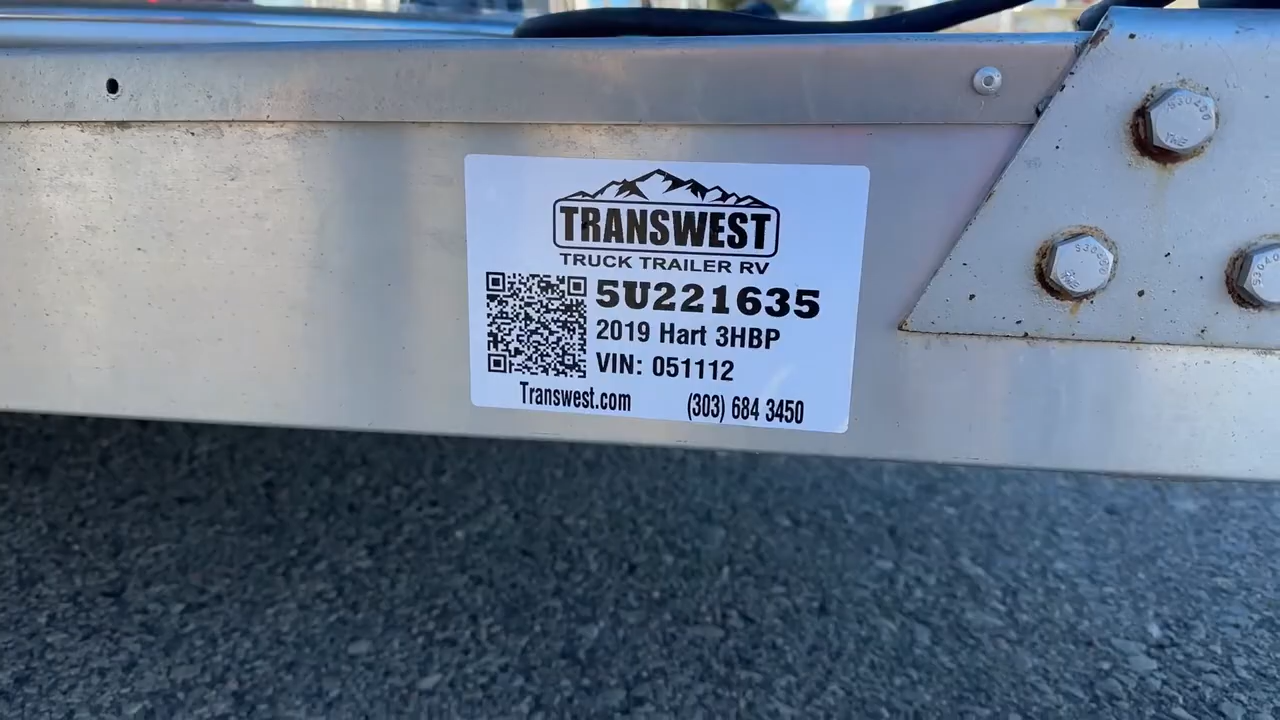 TRANSWEST
TRUCK TRAILER RV
5U221635
2019 Hart 3HBP
VIN: 051112
Transwest.com (303) 684 3450